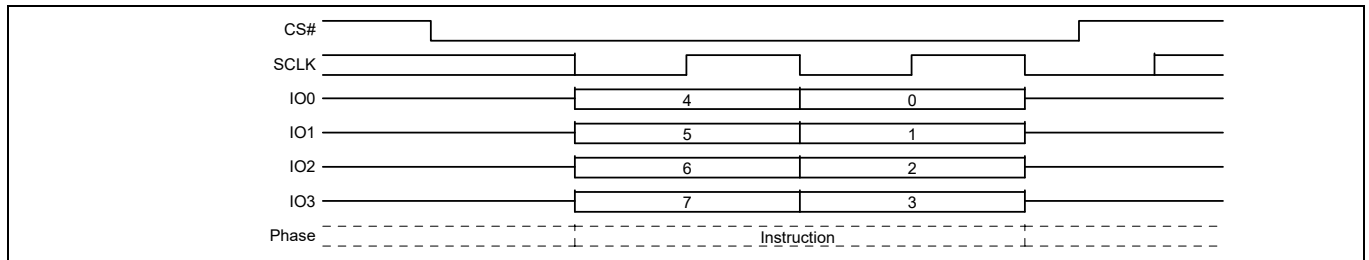 CS#
SCLK
IO0 4 0
IO1 5 1
IO2 6 2
IO3 7 3
Phase Instruction